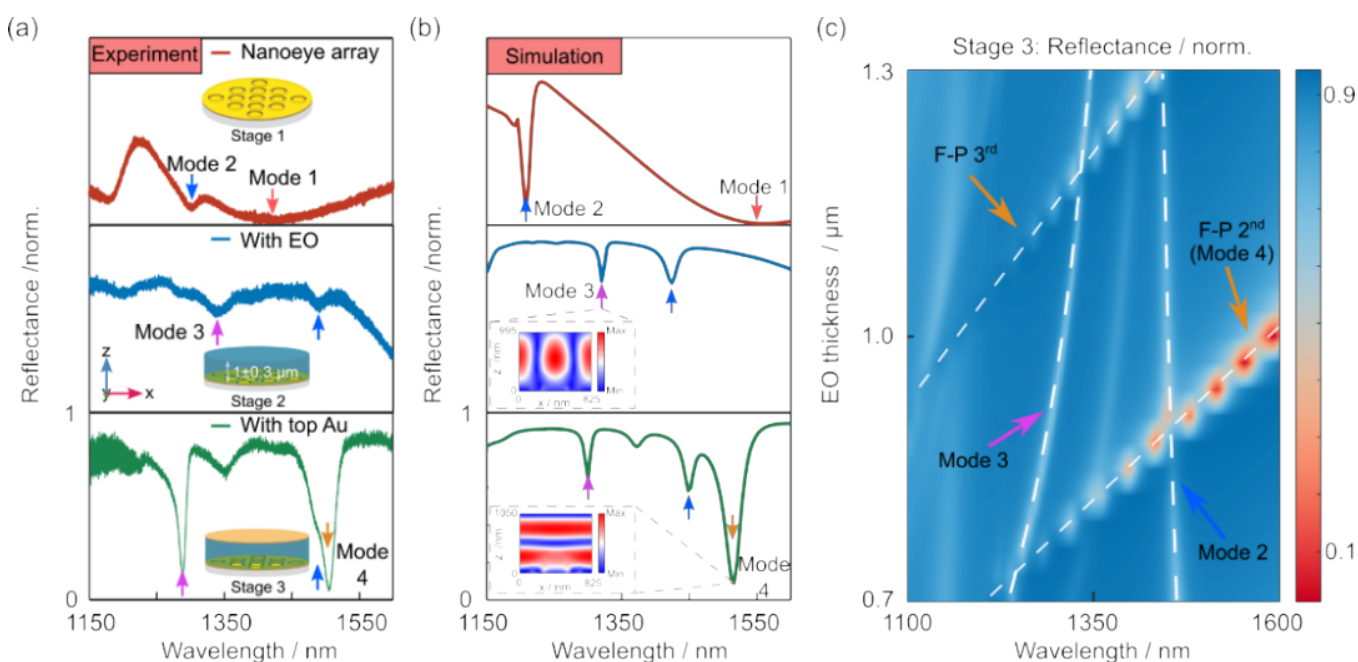 (a)
Experiment
Nanoeye array
Stage 1
Mode 2
Mode 1
With EO
Mode 3
z
y
x
1±0.3 µm
Stage 2
1
With top Au
Mode
4
Stage 3
0
1150
1350
1550
Wavelength / nm
Reflectance /norm.
(b)
Simulation
Mode 1
Mode 2
Mode 3
995
z /nm
0
0
x / nm
825
Max
Min
1
1050
z /nm
0
0
x / nm
825
Max
Min
Mode
4
0
1150
1350
1550
Wavelength / nm
Reflectance /norm.
(c)
Stage 3: Reflectance / norm.
1.3
1.0
0.7
EO thickness / µm
F-P 3rd
F-P 2nd
(Mode 4)
Mode 3
Mode 2
1100
1350
1600
Wavelength / nm
0.9
0.1